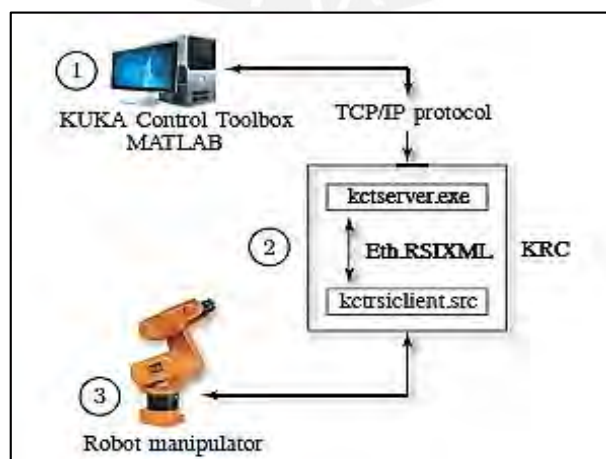 1
KUKA Control Toolbox
MATLAB
TCP/IP protocol
kctserver.exe
2
Eth.RSIXML
KRC
kctrsiclient.src
3
Robot manipulator